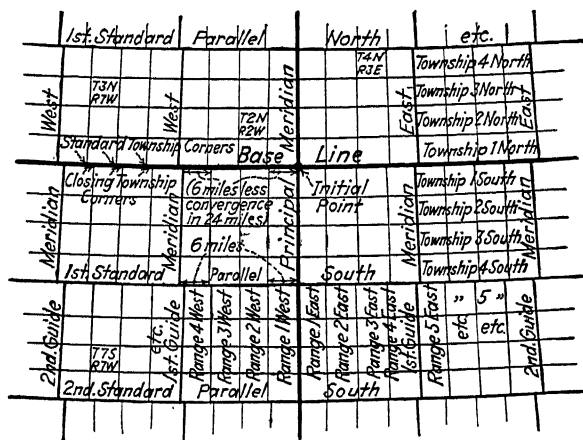 1st. Standard Parallel North etc.
T4N
R3E
Township 4 North
T3N
R7W
Township 3 North
West
West
Meridian
East
East
T2N
R2W
Township 2 North
Standard Township Corners
Base Line
Township 1 North
Closing Township
Corners
(6 miles less
convergence
in 24 miles)
Initial
Point
Township 1 South
Township 2 South
6 miles
Township 3 South
Meridian
Meridian
Principal
Meridian
Meridian
1st. Standard Parallel South
Township 4 South
2nd. Guide
etc.
1st. Guide
Range 4 West
Range 3 West
Range 2 West
Range 1 West
Range 1 East
Range 2 East
Range 3 East
Range 4 East
1st. Guide
Range 5 East
" 5 "
etc. etc.
2nd. Guide
T7S
R7W
2nd. Standard Parallel South